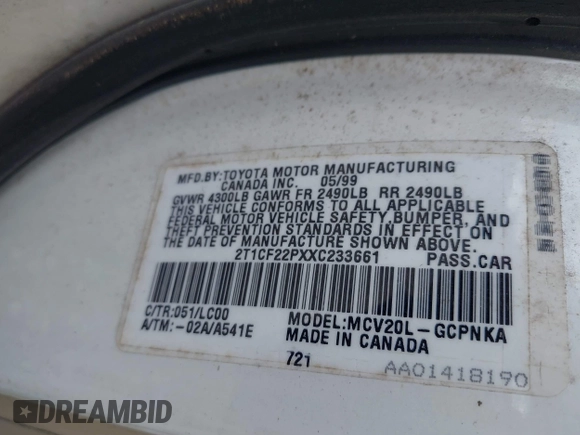 MFD.BY:TOYOTA MOTOR MANUFACTURING
CANADA INC. 05/99
GVWR 4300LB GAWR FR 2490LB RR 2490LB
THIS VEHICLE CONFORMS TO ALL APPLICABLE
FEDERAL MOTOR VEHICLE SAFETY, BUMPER, AND
THEFT PREVENTION STANDARDS IN EFFECT ON
THE DATE OF MANUFACTURE SHOWN ABOVE.
2T1CF22PXXC233661 PASS.CAR
C/TR:051/LC00 MODEL:MCV20L-GCPNKA
A/TM:-02A/A541E MADE IN CANADA
721 AA01418190
DREAMBID